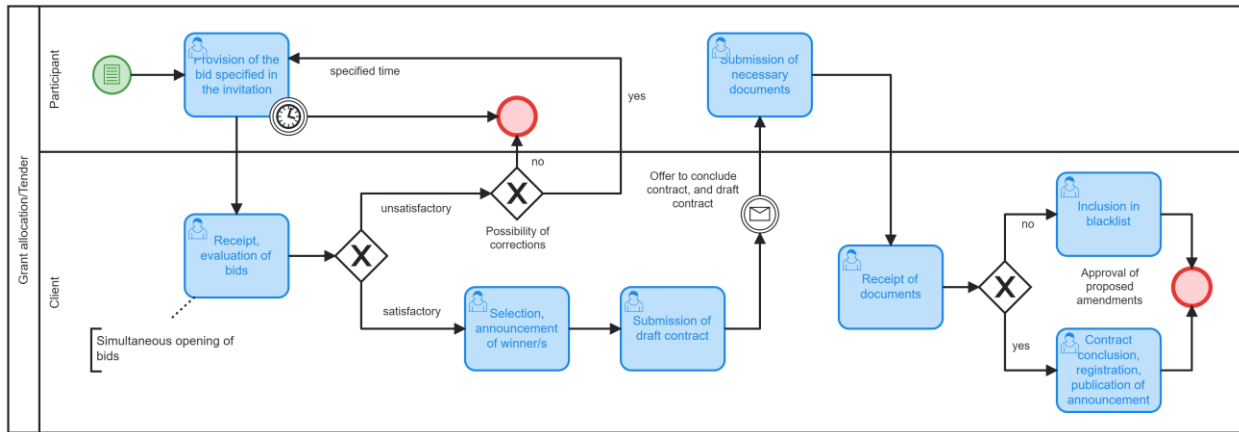 Grant allocation/Tender
Participant
Provision of the
bid specified in
the invitation
specified time
yes
Submission of
necessary
documents
Client
no
Offer to conclude
contract, and draft
contract
unsatisfactory
Possibility of
corrections
Receipt,
evaluation of
bids
satisfactory
Selection,
announcement
of winner/s
Submission of
draft contract
Simultaneous opening of
bids
Receipt of
documents
no
Inclusion in
blacklist
Approval of
proposed
amendments
yes
Contract
conclusion,
registration,
publication of
announcement